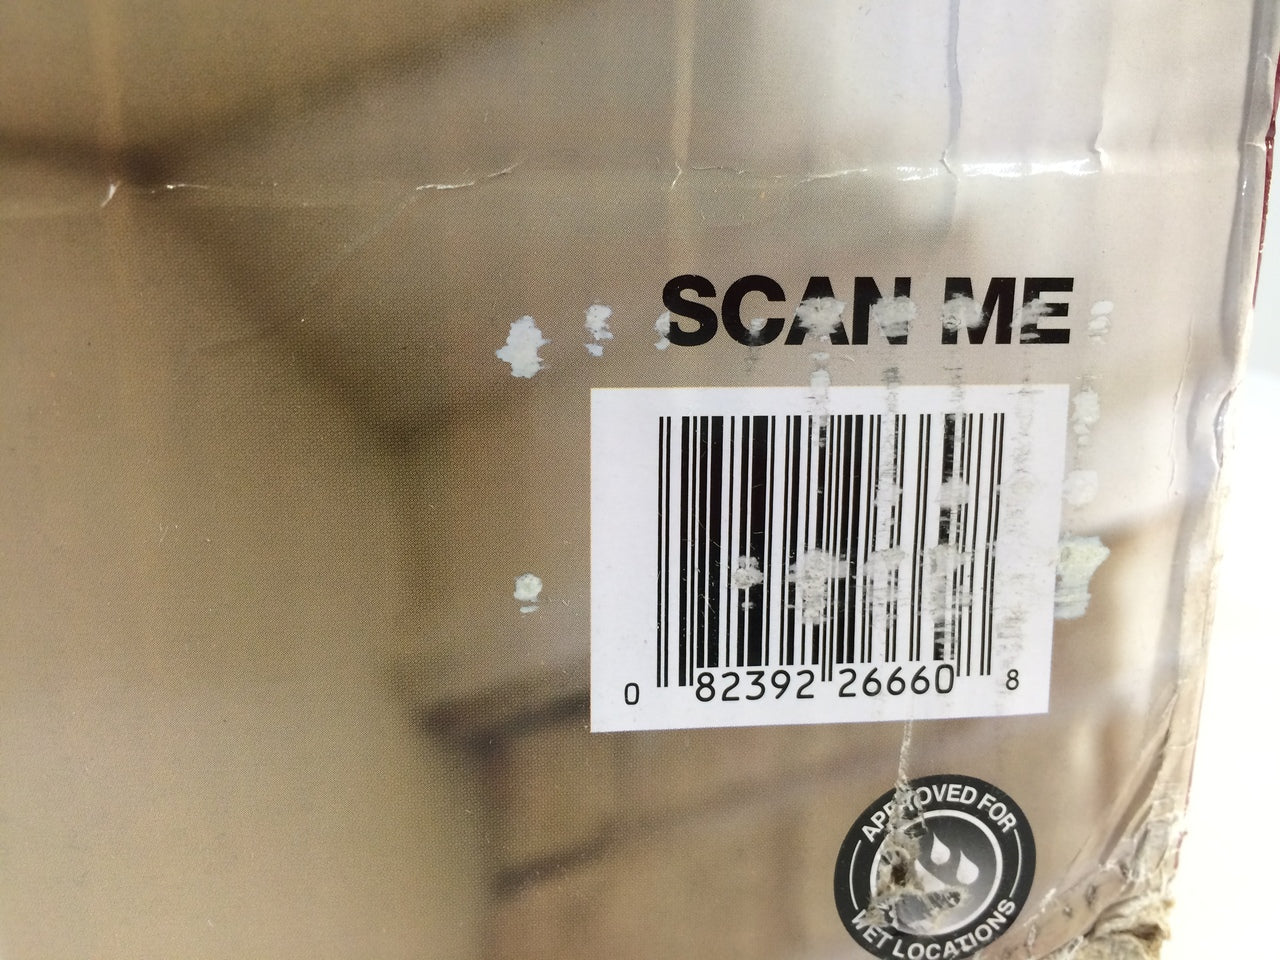 SCAN ME
0 82392 26660 8
APPROVED FOR
WET LOCATIONS